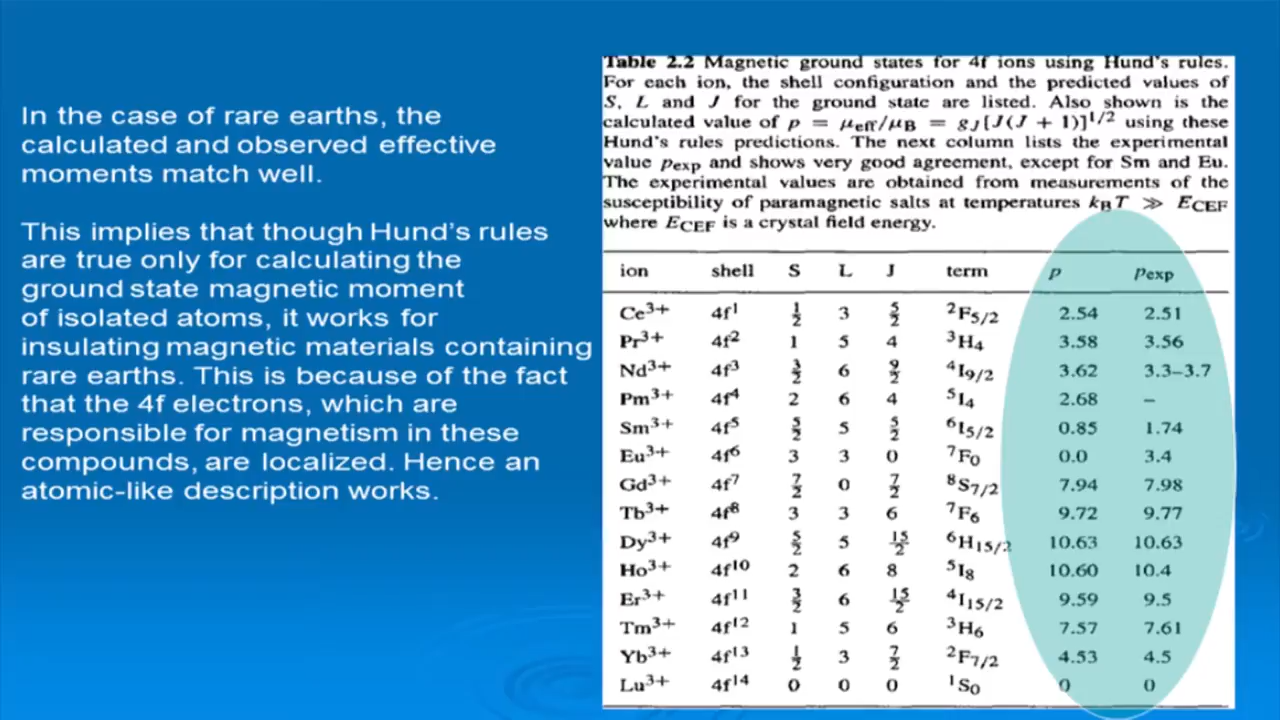 In the case of rare earths, the
calculated and observed effective
moments match well.
This implies that though Hund's rules
are true only for calculating the
ground state magnetic moment
of isolated atoms, it works for
insulating magnetic materials containing
rare earths. This is because of the fact
that the 4f electrons, which are
responsible for magnetism in these
compounds, are localized. Hence an
atomic-like description works.
Table 2.2 Magnetic ground states for 4f ions using Hund's rules.
For each ion, the shell configuration and the predicted values of
S, L and J for the ground state are listed. Also shown is the
calculated value of p = μeff/μB = gJ[J(J + 1)]^1/2 using these
Hund's rules predictions. The next column lists the experimental
value pexp and shows very good agreement, except for Sm and Eu.
The experimental values are obtained from measurements of the
susceptibility of paramagnetic salts at temperatures kBT ≫ ECEF
where ECEF is a crystal field energy.
ion shell S L J term p pexp
Ce³⁺ 4f¹ 1/2 3 5/2 ²F5/2 2.54 2.51
Pr³⁺ 4f² 1 5 4 ³H4 3.58 3.56
Nd³⁺ 4f³ 3/2 6 9/2 ⁴I9/2 3.62 3.3–3.7
Pm³⁺ 4f⁴ 2 6 4 ⁵I4 2.68 –
Sm³⁺ 4f⁵ 5/2 5 5/2 ⁶I5/2 0.85 1.74
Eu³⁺ 4f⁶ 3 3 0 ⁷F0 0.0 3.4
Gd³⁺ 4f⁷ 7/2 0 7/2 ⁸S7/2 7.94 7.98
Tb³⁺ 4f⁸ 3 3 6 ⁷F6 9.72 9.77
Dy³⁺ 4f⁹ 5/2 5 15/2 ⁶H15/2 10.63 10.63
Ho³⁺ 4f¹⁰ 2 6 8 ⁵I8 10.60 10.4
Er³⁺ 4f¹¹ 3/2 6 15/2 ⁴I15/2 9.59 9.5
Tm³⁺ 4f¹² 1 5 6 ³H6 7.57 7.61
Yb³⁺ 4f¹³ 1/2 3 7/2 ²F7/2 4.53 4.5
Lu³⁺ 4f¹⁴ 0 0 0 ¹S0 0 0